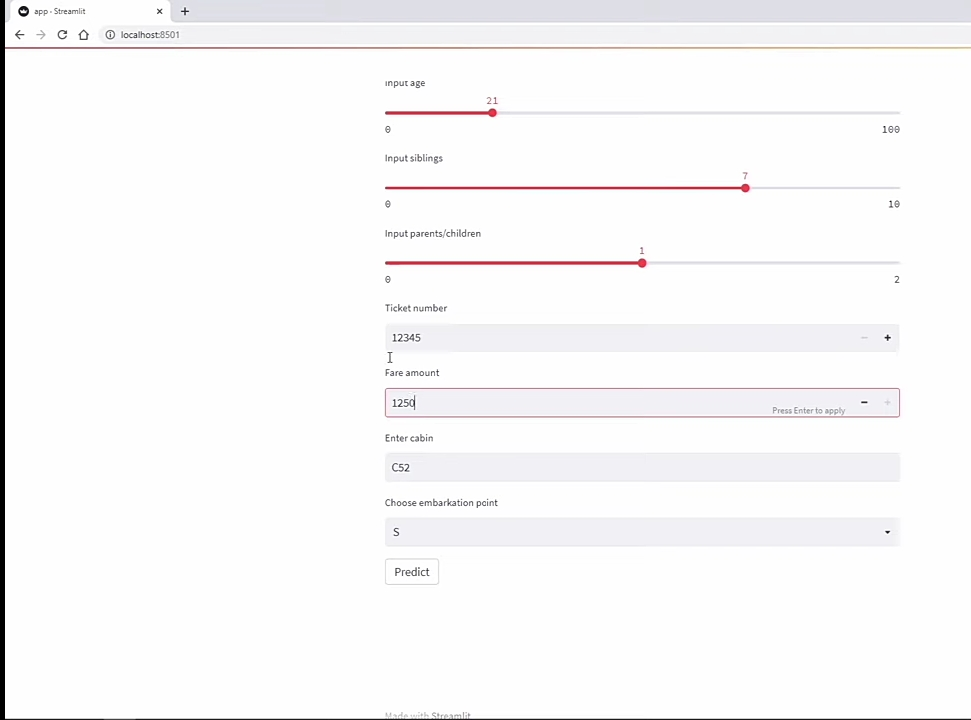 app - Streamlit
localhost:8501
Input age
21
0 100
Input siblings
7
0 10
Input parents/children
1
0 2
Ticket number
12345
Fare amount
1250
Press Enter to apply
Enter cabin
C52
Choose embarkation point
S
Predict
Made with Streamlit